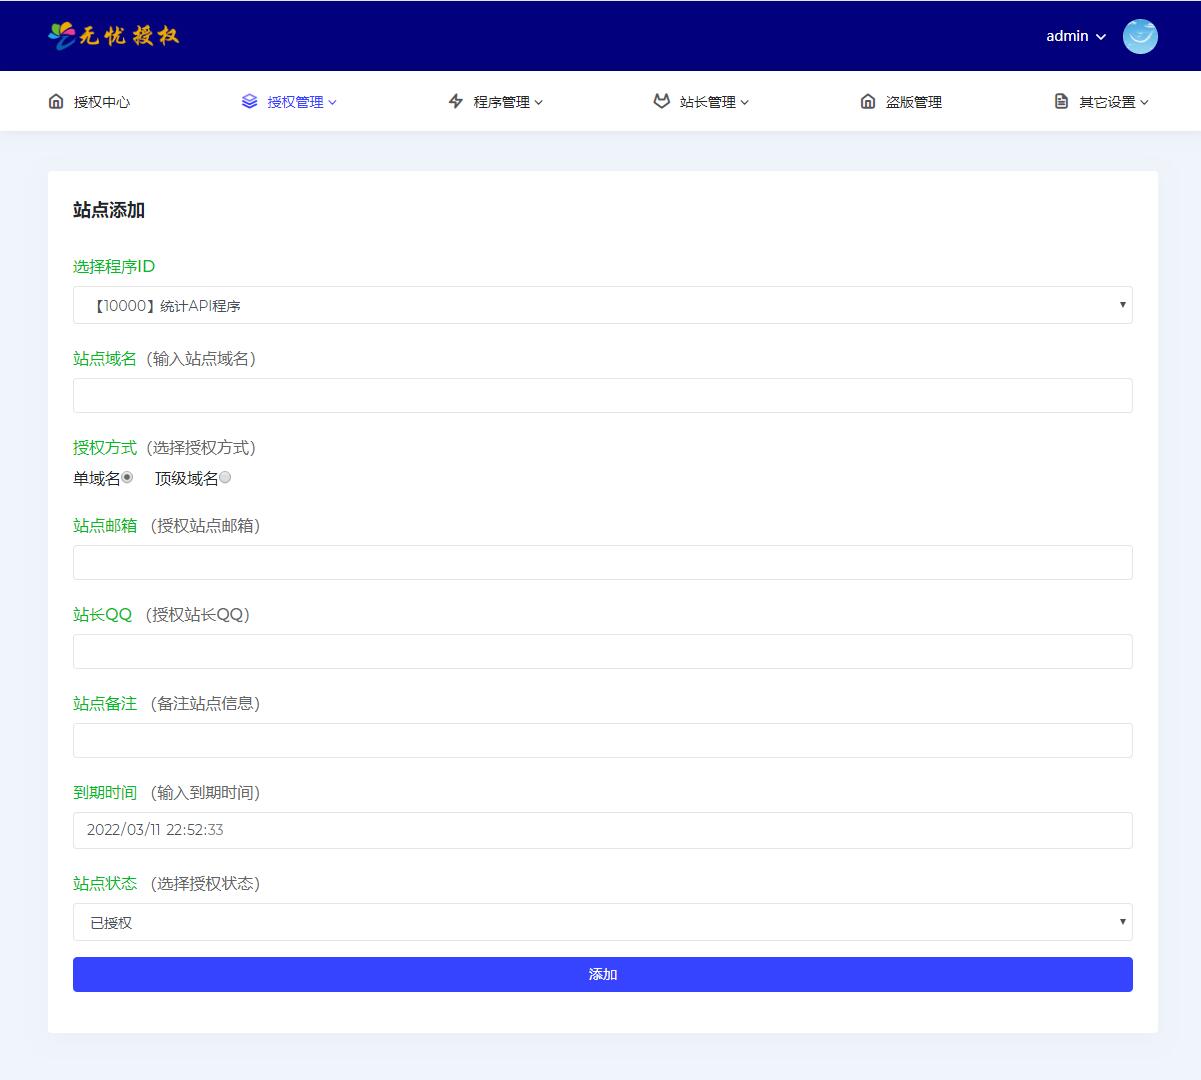 无忧授权
admin
授权中心 授权管理 程序管理 站长管理 盗版管理 其它设置
站点添加
选择程序ID
【10000】统计API程序
站点域名（输入站点域名）
授权方式（选择授权方式）
单域名 顶级域名
站点邮箱 （授权站点邮箱）
站长QQ （授权站长QQ）
站点备注 （备注站点信息）
到期时间 （输入到期时间）
2022/03/11 22:52:33
站点状态 （选择授权状态）
已授权
添加